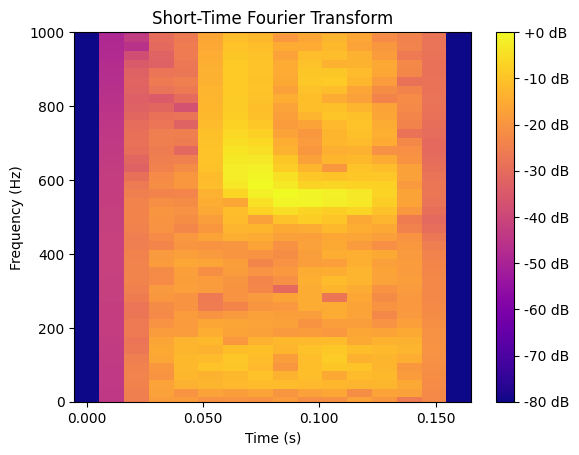 Short-Time Fourier Transform
1000
800
600
400
200
0
Frequency (Hz)
0.000
0.050
0.100
0.150
Time (s)
+0 dB
-10 dB
-20 dB
-30 dB
-40 dB
-50 dB
-60 dB
-70 dB
-80 dB